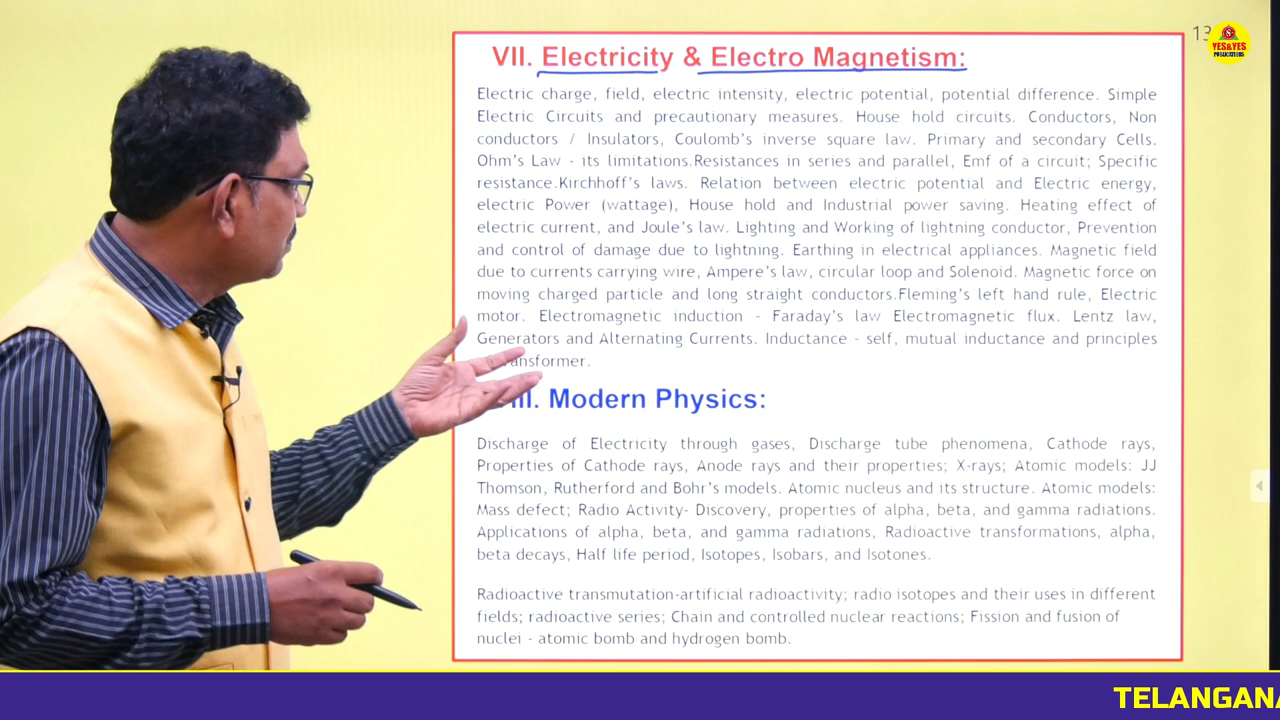 13
YES&YES
PUBLICATIONS
VII. Electricity & Electro Magnetism:
Electric charge, field, electric intensity, electric potential, potential difference. Simple
Electric Circuits and precautionary measures. House hold circuits. Conductors, Non
conductors / Insulators, Coulomb's inverse square law. Primary and secondary Cells.
Ohm's Law - its limitations.Resistances in series and parallel, Emf of a circuit; Specific
resistance.Kirchhoff's laws. Relation between electric potential and Electric energy,
electric Power (wattage), House hold and Industrial power saving. Heating effect of
electric current, and Joule's law. Lighting and Working of lightning conductor, Prevention
and control of damage due to lightning. Earthing in electrical appliances. Magnetic field
due to currents carrying wire, Ampere's law, circular loop and Solenoid. Magnetic force on
moving charged particle and long straight conductors.Fleming's left hand rule, Electric
motor. Electromagnetic induction - Faraday's law Electromagnetic flux. Lentz law,
Generators and Alternating Currents. Inductance - self, mutual inductance and principles
ansformer.
III. Modern Physics:
Discharge of Electricity through gases, Discharge tube phenomena, Cathode rays,
Properties of Cathode rays, Anode rays and their properties; X-rays; Atomic models: JJ
Thomson, Rutherford and Bohr's models. Atomic nucleus and its structure. Atomic models:
Mass defect; Radio Activity- Discovery, properties of alpha, beta, and gamma radiations.
Applications of alpha, beta, and gamma radiations, Radioactive transformations, alpha,
beta decays, Half life period, Isotopes, Isobars, and Isotones.
Radioactive transmutation-artificial radioactivity; radio isotopes and their uses in different
fields; radioactive series; Chain and controlled nuclear reactions; Fission and fusion of
nuclei - atomic bomb and hydrogen bomb.
TELANGANA